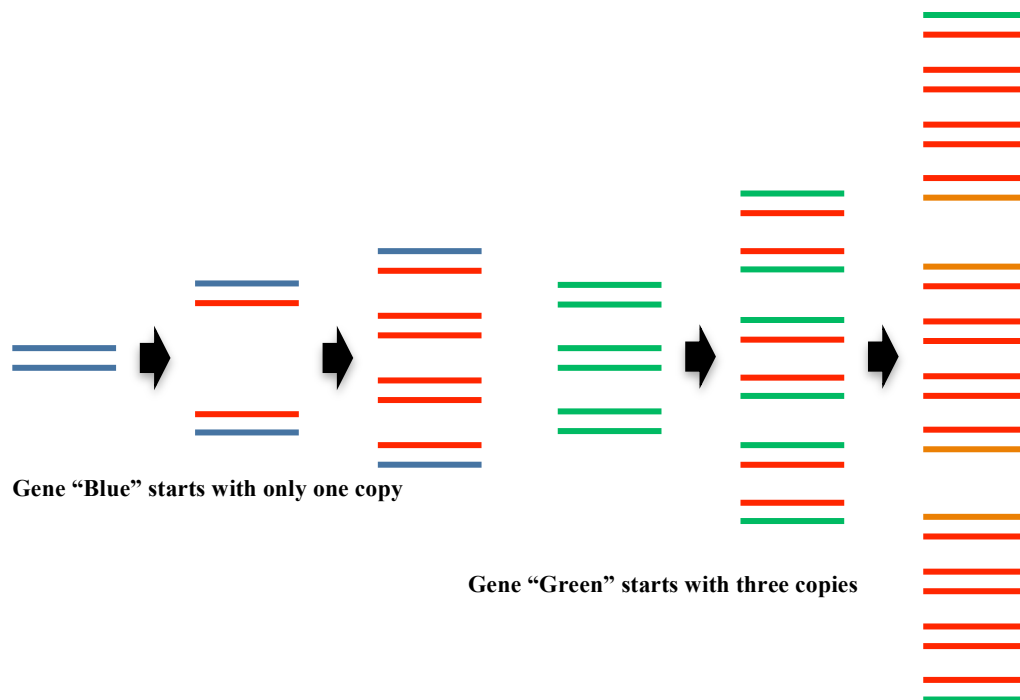 Gene “Blue” starts with only one copy
Gene “Green” starts with three copies